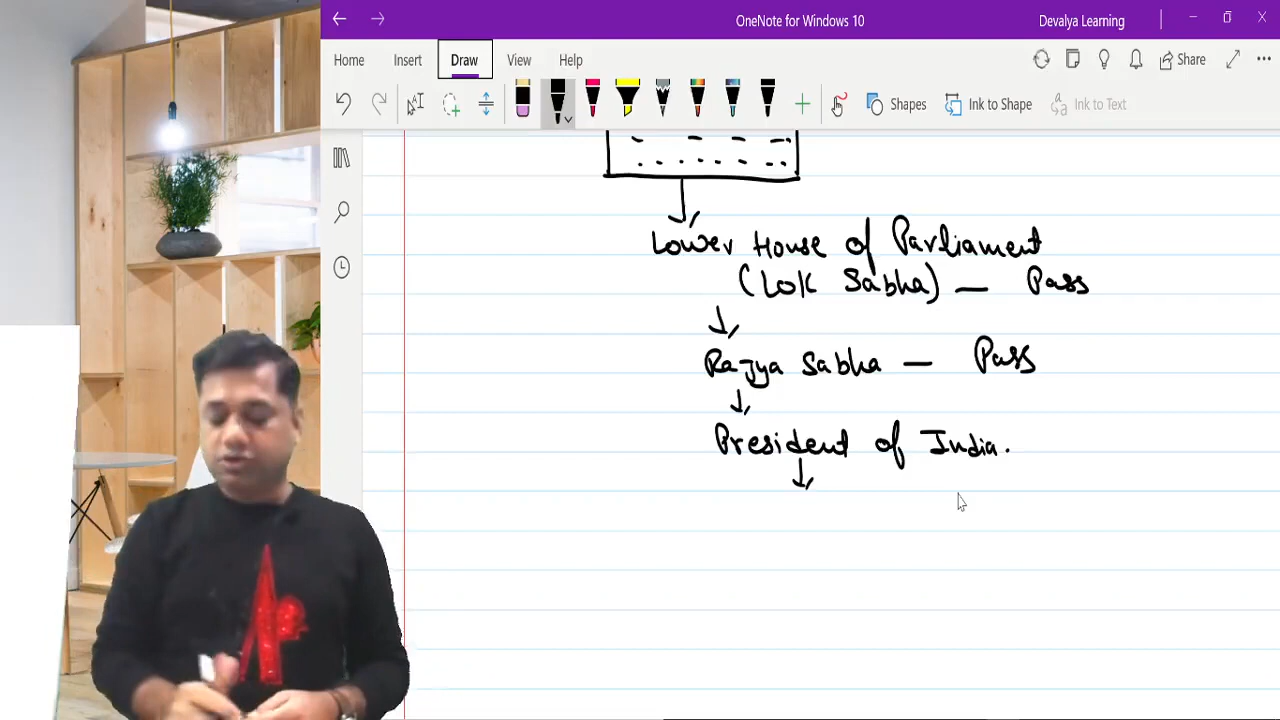 OneNote for Windows 10
Devalya Learning
Home Insert Draw View Help
Share
Shapes
Ink to Shape
Ink to Text
Lower House of Parliament
(Lok Sabha) — Pass
Rajya Sabha — Pass
President of India.